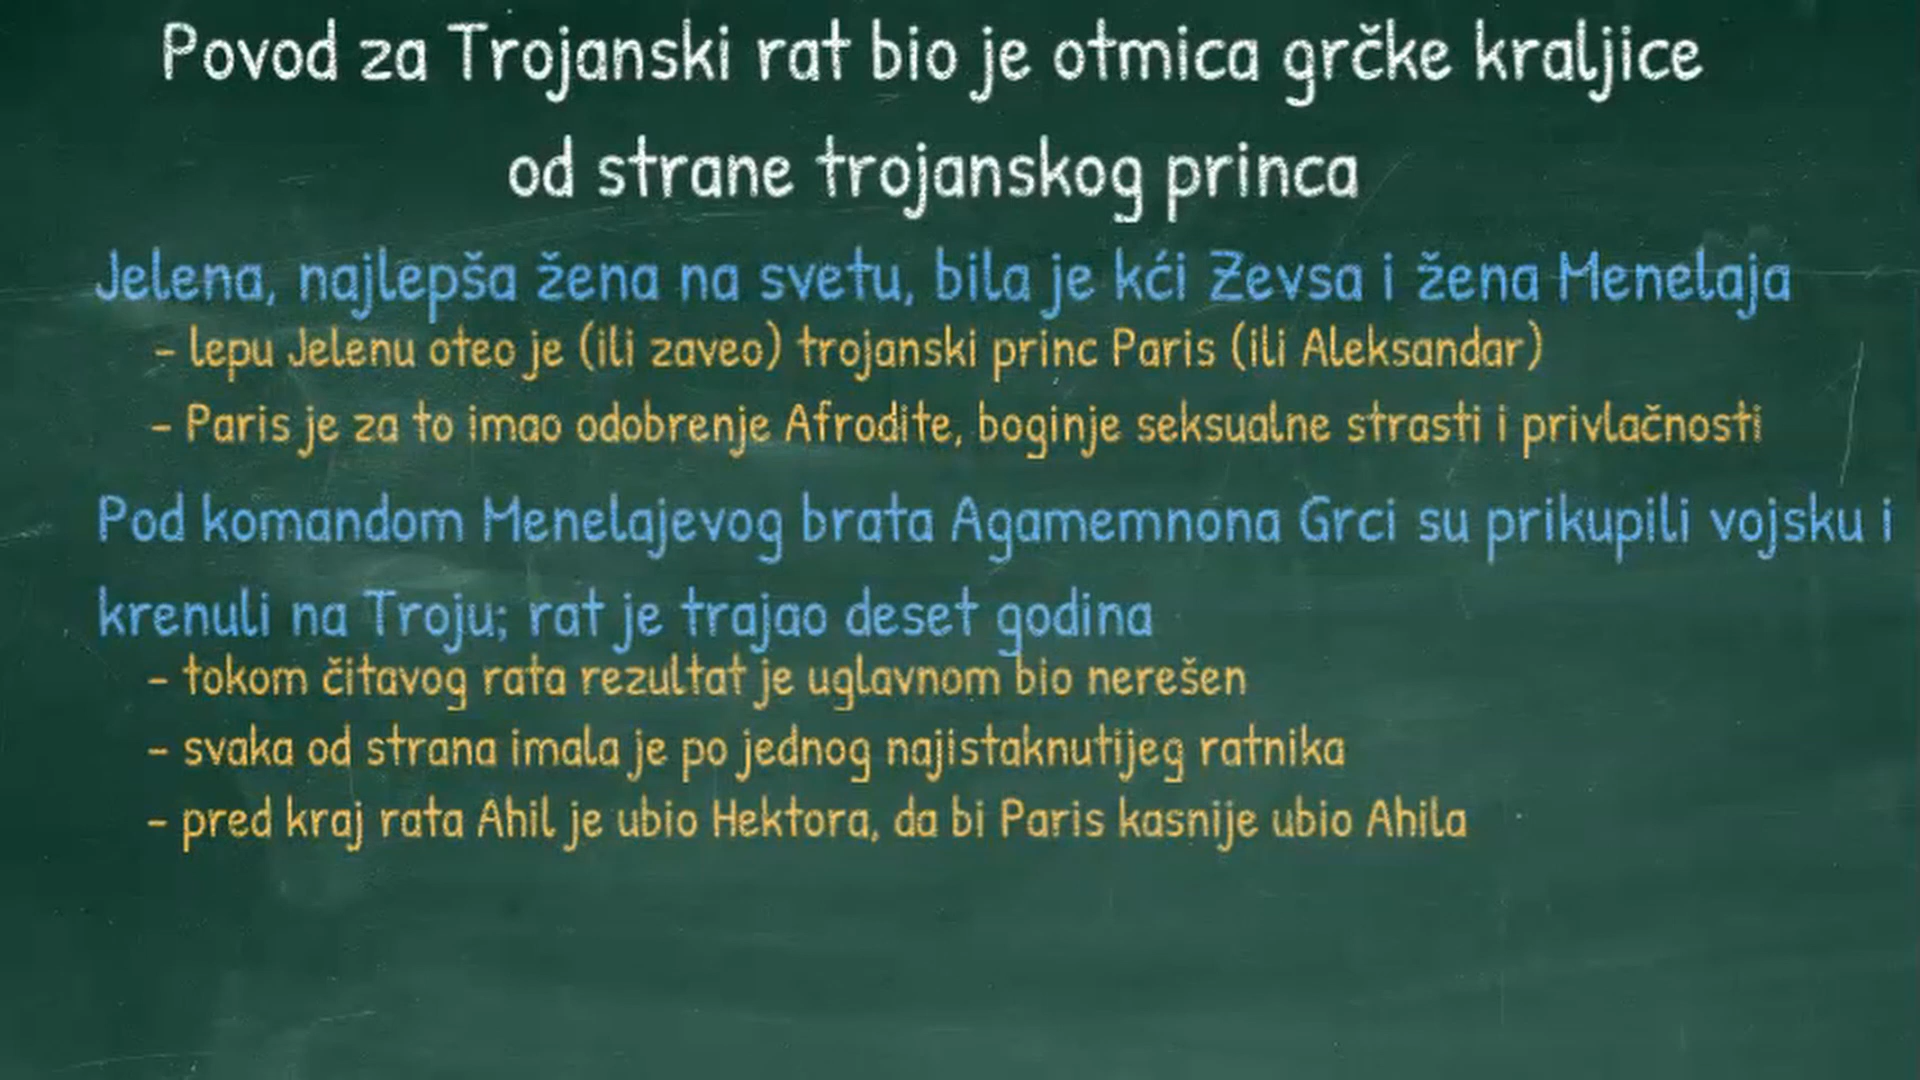 Povod za Trojanski rat bio je otmica grčke kraljice
od strane trojanskog princa
Jelena, najlepša žena na svetu, bila je kći Zevsa i žena Menelaja
- lepu Jelenu oteo je (ili zaveo) trojanski princ Paris (ili Aleksandar)
- Paris je za to imao odobrenje Afrodite, boginje seksualne strasti i privlačnosti
Pod komandom Menelajevog brata Agamemnona Grci su prikupili vojsku i
krenuli na Troju; rat je trajao deset godina
- tokom čitavog rata rezultat je uglavnom bio nerešen
- svaka od strana imala je po jednog najistaknutijeg ratnika
- pred kraj rata Ahil je ubio Hektora, da bi Paris kasnije ubio Ahila